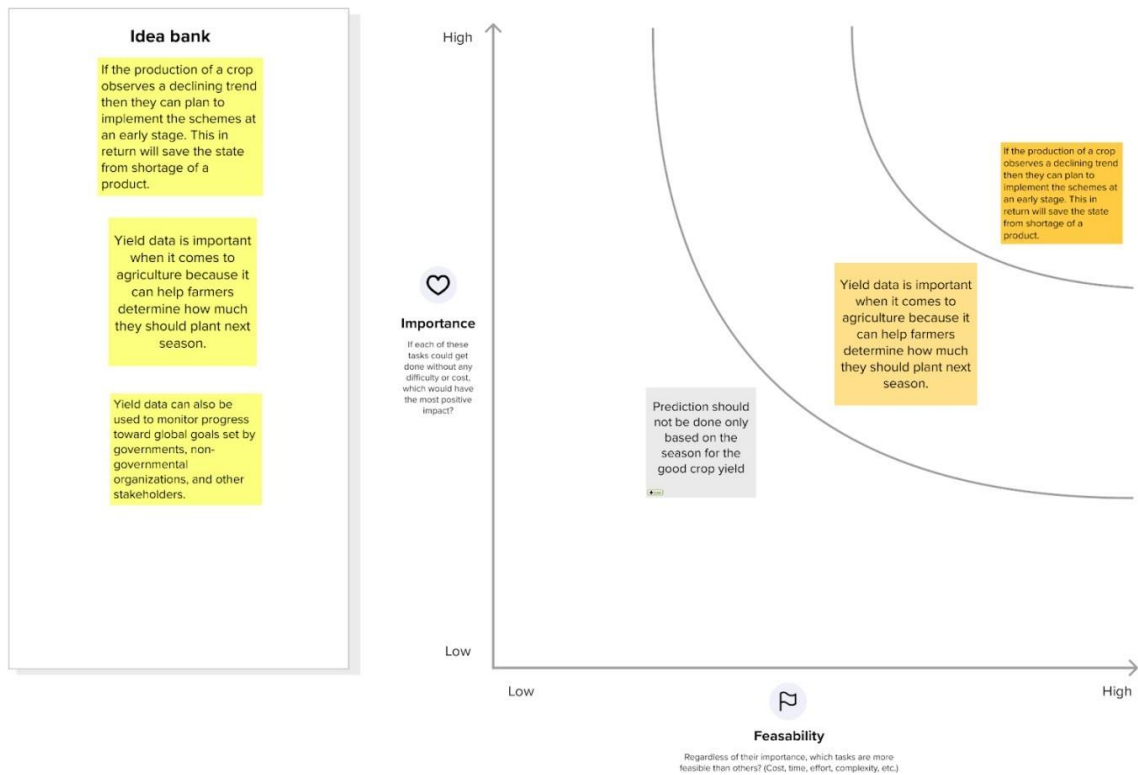 Idea bank
If the production of a crop
observes a declining trend
then they can plan to
implement the schemes at
an early stage. This in
return will save the state
from shortage of a
product.
Yield data is important
when it comes to
agriculture because it
can help farmers
determine how much
they should plant next
season.
Yield data can also be
used to monitor progress
toward global goals set by
governments, non-
governmental
organizations, and other
stakeholders.
High
Importance
If each of these
tasks could get
done without any
difficulty or cost,
which would have
the most positive
impact?
Low
If the production of a crop
observes a declining trend
then they can plan to
implement the schemes at
an early stage. This in
return will save the state
from shortage of a
product.
Yield data is important
when it comes to
agriculture because it
can help farmers
determine how much
they should plant next
season.
Prediction should
not be done only
based on the
season for the
good crop yield
Low
High
Feasability
Regardless of their importance, which tasks are more
feasible than others? (Cost, time, effort, complexity, etc.)